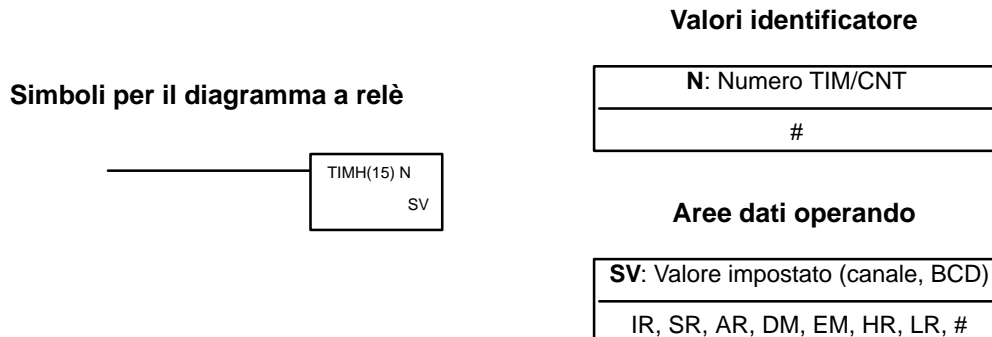 Valori identificatore
N: Numero TIM/CNT
#
Simboli per il diagramma a relè
TIMH(15) N
SV
Aree dati operando
SV: Valore impostato (canale, BCD)
IR, SR, AR, DM, EM, HR, LR, #